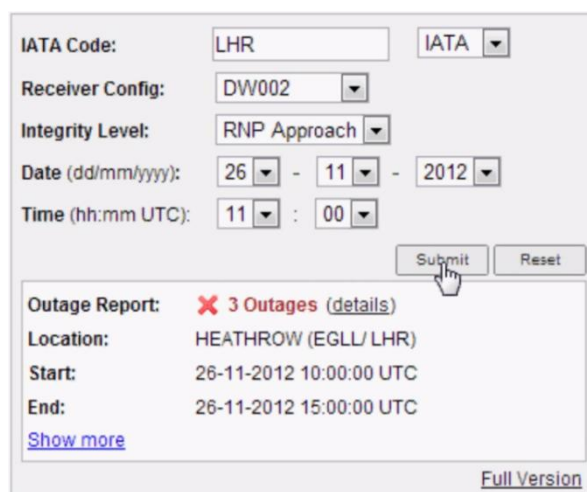 IATA Code: LHR IATA
Receiver Config: DW002
Integrity Level: RNP Approach
Date (dd/mm/yyyy): 26 - 11 - 2012
Time (hh:mm UTC): 11 : 00
Submit Reset
Outage Report: 3 Outages (details)
Location: HEATHROW (EGLL/ LHR)
Start: 26-11-2012 10:00:00 UTC
End: 26-11-2012 15:00:00 UTC
Show more
Full Version